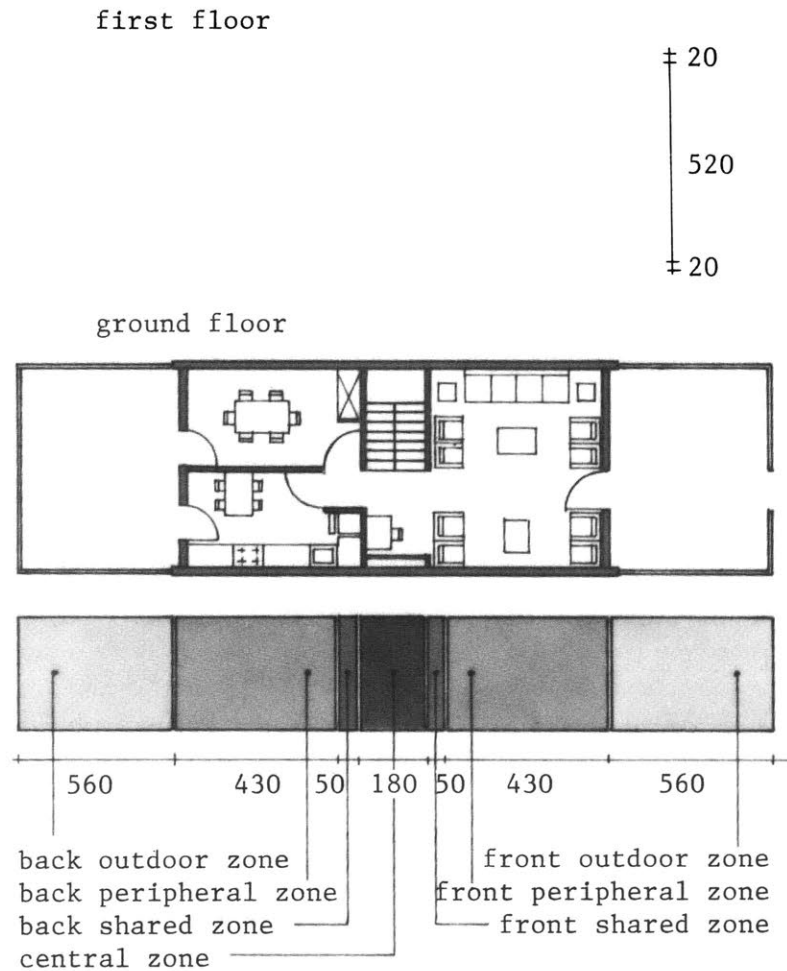 first floor
20
520
20
ground floor
560 430 50 180 50 430 560
back outdoor zone front outdoor zone
back peripheral zone front peripheral zone
back shared zone front shared zone
central zone